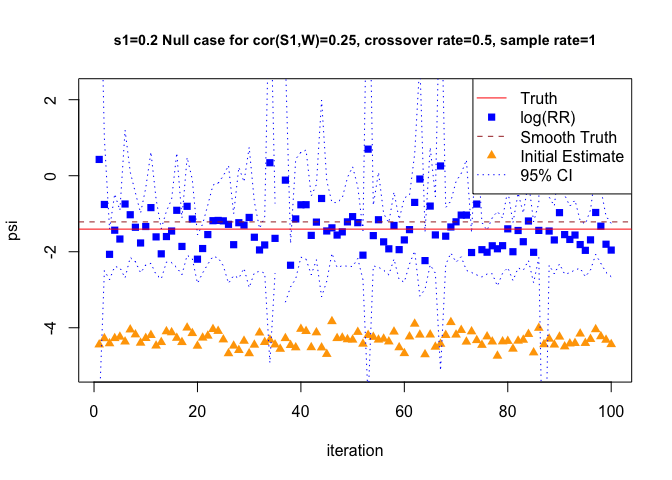 s1=0.2 Null case for cor(S1,W)=0.25, crossover rate=0.5, sample rate=1
Truth
log(RR)
Smooth Truth
Initial Estimate
95% CI
psi
2
0
-2
-4
0 20 40 60 80 100
iteration